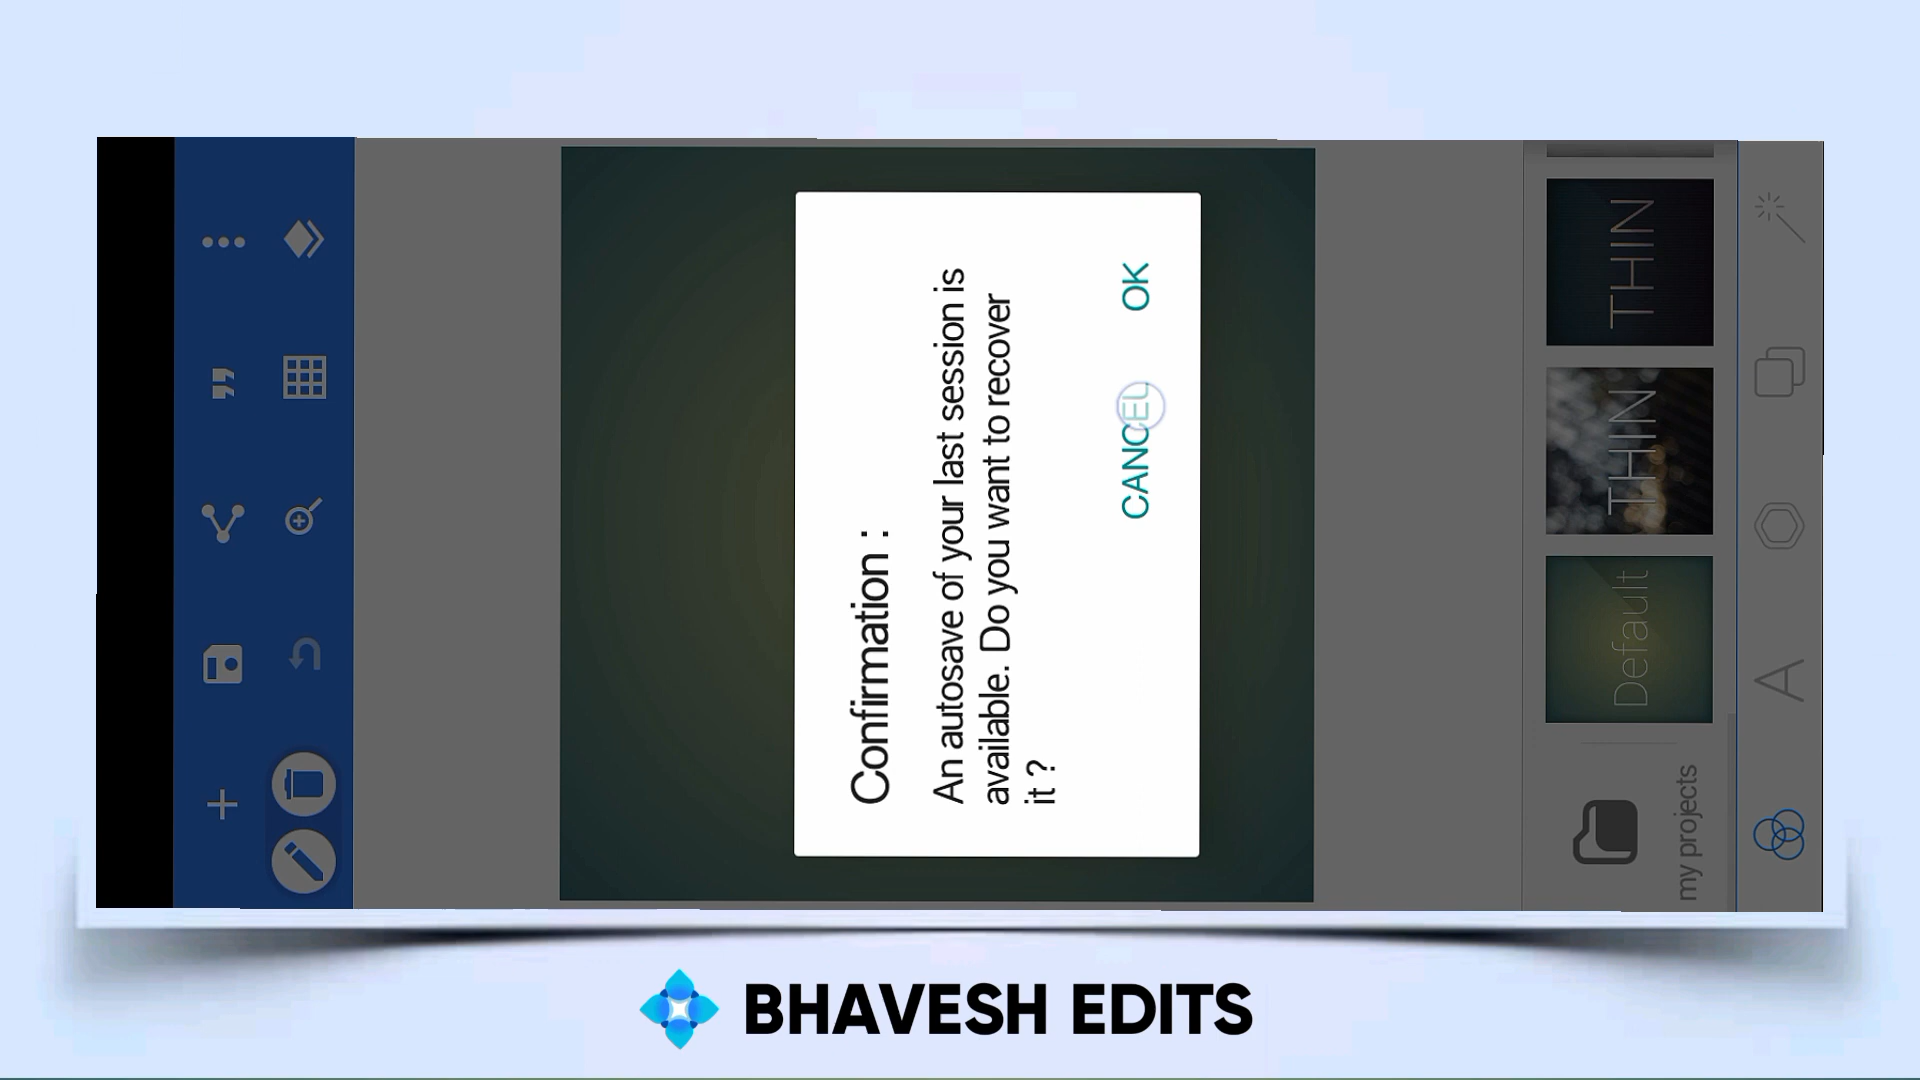 Confirmation :
An autosave of your last session is
available. Do you want to recover
it ?
CANCEL OK
my projects
Default
THIN
THIN
A
BHAVESH EDITS